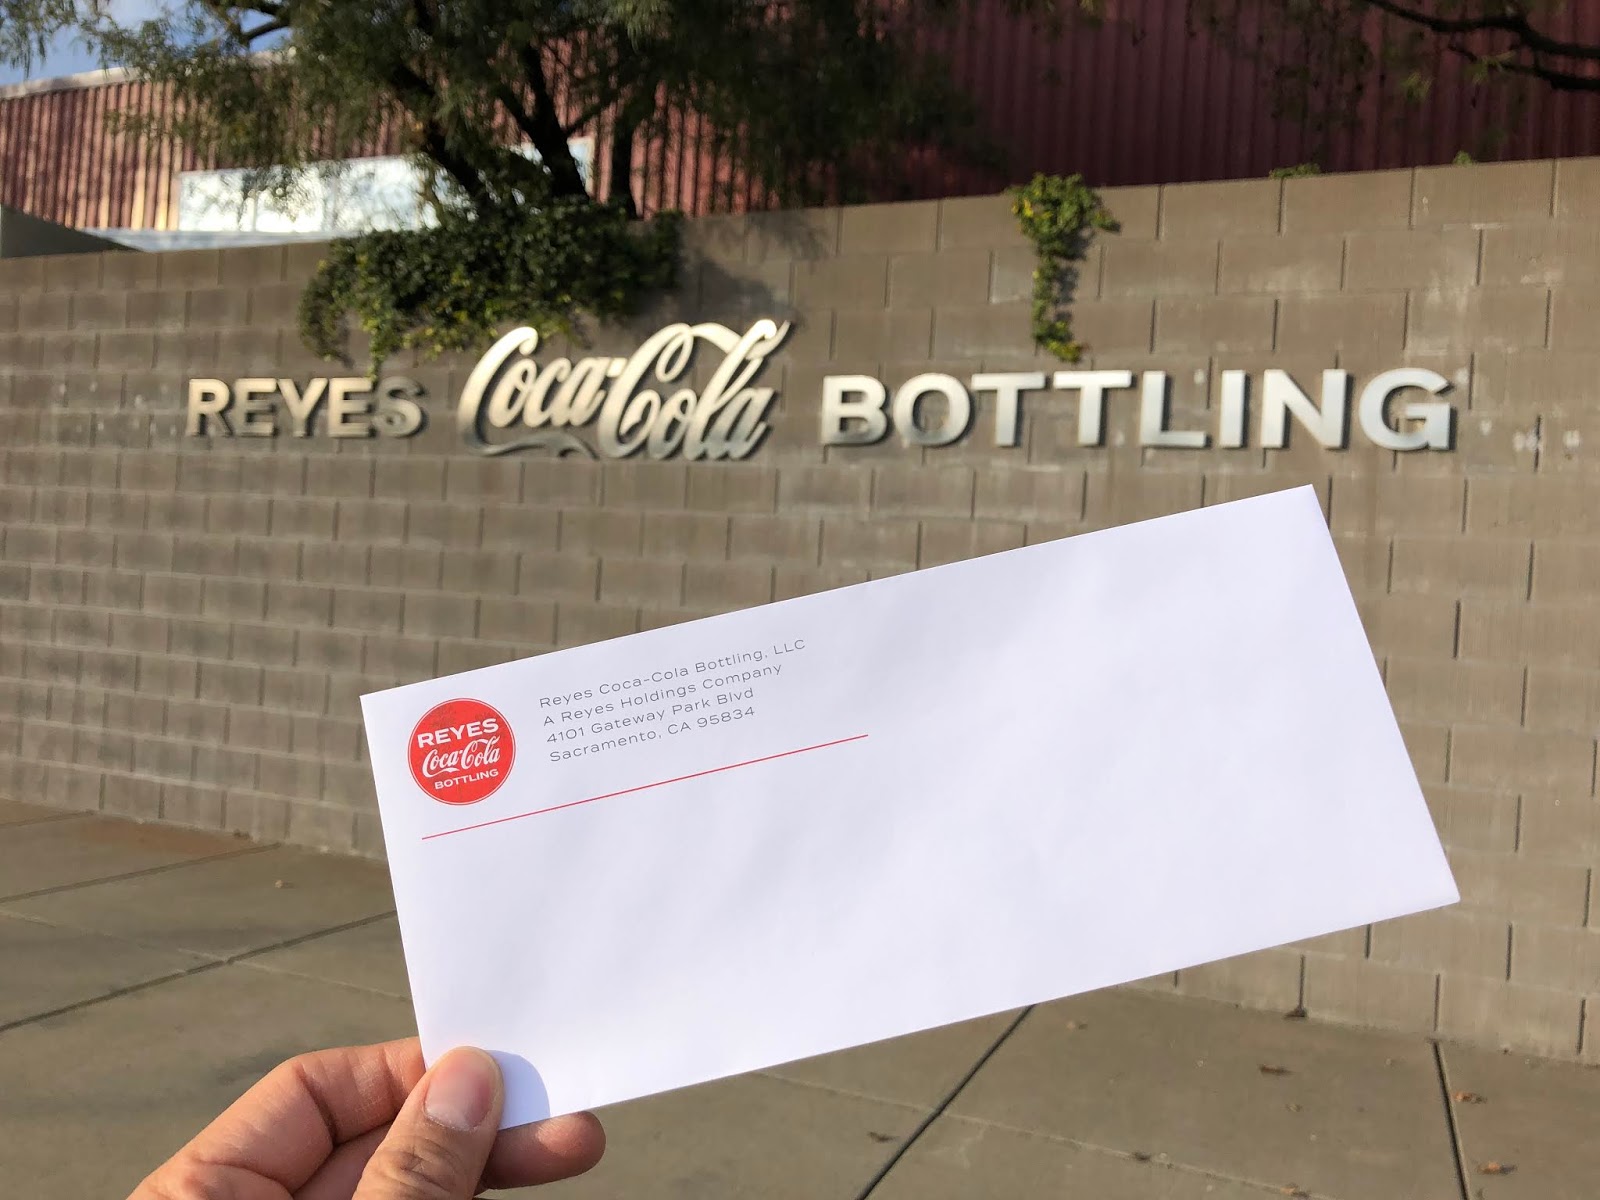 REYES Coca-Cola BOTTLING
REYES
Coca-Cola
BOTTLING
Reyes Coca-Cola Bottling, LLC
A Reyes Holdings Company
4101 Gateway Park Blvd
Sacramento, CA 95834